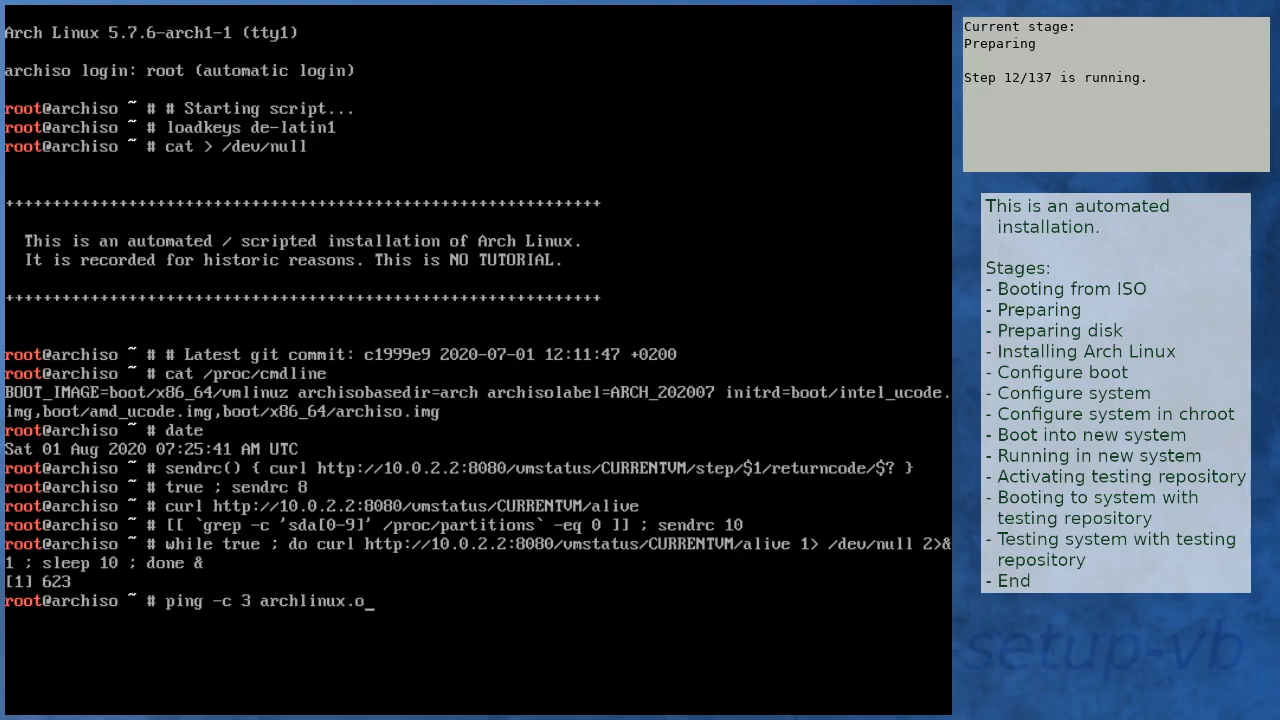 Arch Linux 5.7.6-arch1-1 (tty1)
archiso login: root (automatic login)
root@archiso ~ # # Starting script...
root@archiso ~ # loadkeys de-latin1
root@archiso ~ # cat > /dev/null
+++++++++++++++++++++++++++++++++++++++++++++++++++++++++++++++
This is an automated / scripted installation of Arch Linux.
It is recorded for historic reasons. This is NO TUTORIAL.
+++++++++++++++++++++++++++++++++++++++++++++++++++++++++++++++
root@archiso ~ # # Latest git commit: c1999e9 2020-07-01 12:11:47 +0200
root@archiso ~ # cat /proc/cmdline
BOOT_IMAGE=boot/x86_64/vmlinuz archisobasedir=arch archisolabel=ARCH_202007 initrd=boot/intel_ucode.
img,boot/amd_ucode.img,boot/x86_64/archiso.img
root@archiso ~ # date
Sat 01 Aug 2020 07:25:41 AM UTC
root@archiso ~ # sendrc() { curl http://10.0.2.2:8080/vmstatus/CURRENTVM/step/$1/returncode/$? }
root@archiso ~ # true ; sendrc 8
root@archiso ~ # curl http://10.0.2.2:8080/vmstatus/CURRENTVM/alive
root@archiso ~ # [[ `grep -c 'sda[0-9]' /proc/partitions` -eq 0 ]] ; sendrc 10
root@archiso ~ # while true ; do curl http://10.0.2.2:8080/vmstatus/CURRENTVM/alive 1> /dev/null 2>&
1 ; sleep 10 ; done &
[1] 623
root@archiso ~ # ping -c 3 archlinux.o_
Current stage:
Preparing
Step 12/137 is running.
This is an automated
installation.
Stages:
- Booting from ISO
- Preparing
- Preparing disk
- Installing Arch Linux
- Configure boot
- Configure system
- Configure system in chroot
- Boot into new system
- Running in new system
- Activating testing repository
- Booting to system with
testing repository
- Testing system with testing
repository
- End
setup-vb